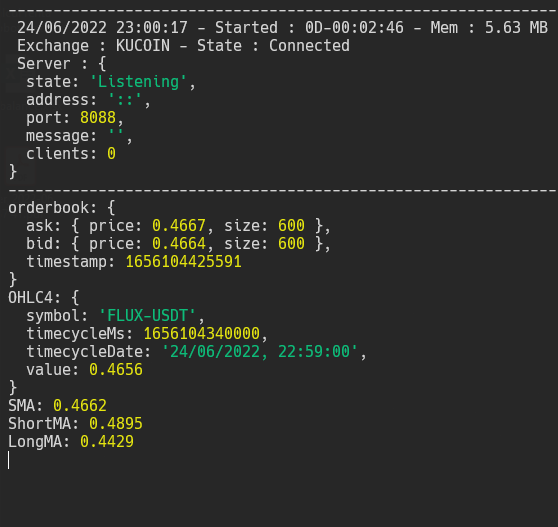 --------------------------------------------------------------
24/06/2022 23:00:17 - Started : 0D-00:02:46 - Mem : 5.63 MB
Exchange : KUCOIN - State : Connected
Server : {
state: 'Listening',
address: '::',
port: 8088,
message: '',
clients: 0
}
--------------------------------------------------------------
orderbook: {
ask: { price: 0.4667, size: 600 },
bid: { price: 0.4664, size: 600 },
timestamp: 1656104425591
}
OHLC4: {
symbol: 'FLUX-USDT',
timecycleMs: 1656104340000,
timecycleDate: '24/06/2022, 22:59:00',
value: 0.4656
}
SMA: 0.4662
ShortMA: 0.4895
LongMA: 0.4429